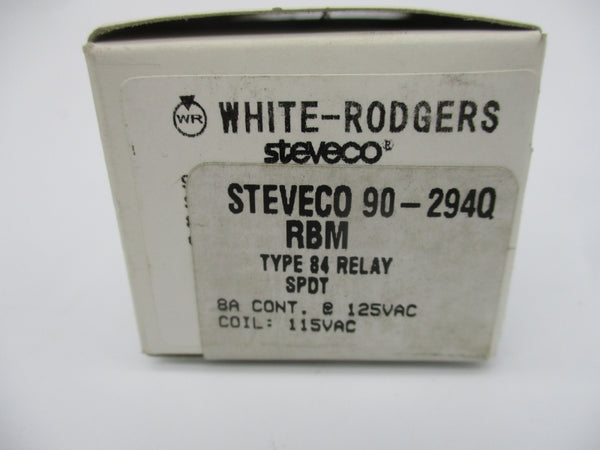 WR WHITE-RODGERS
steveco®
STEVECO 90-294Q
RBM
TYPE 84 RELAY
SPDT
8A CONT. @ 125VAC
COIL: 115VAC